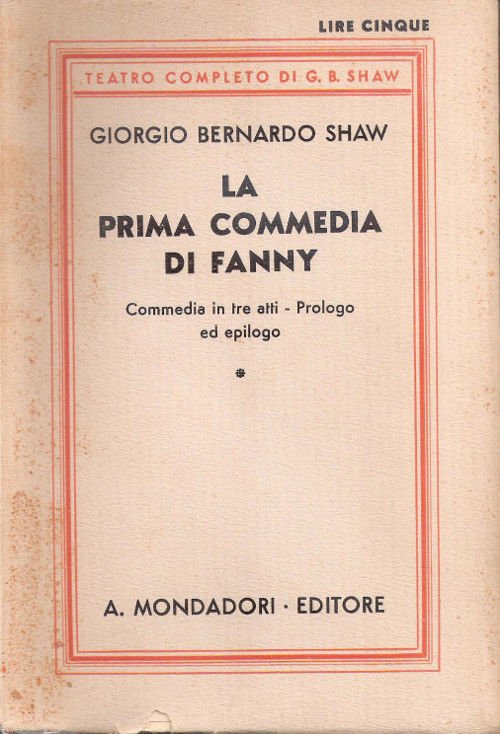 LIRE CINQUE
TEATRO COMPLETO DI G. B. SHAW
GIORGIO BERNARDO SHAW
LA
PRIMA COMMEDIA
DI FANNY
Commedia in tre atti - Prologo
ed epilogo
*
A. MONDADORI · EDITORE